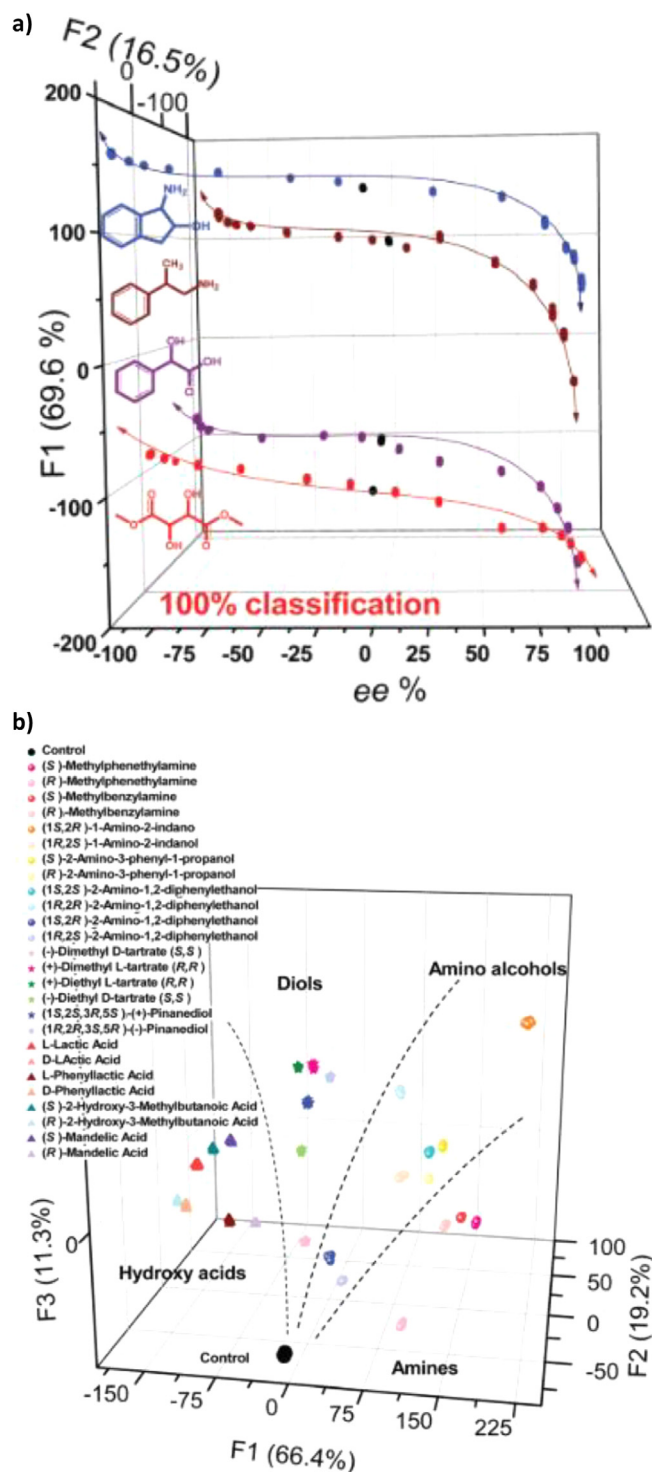 a)
F2 (16.5%)
0
-100
200
100
0
-100
-200
F1 (69.6 %)
NH2
OH
CH3
NH2
OH
OH
O
O
OH
O
O
OH
O
100% classification
-100
-75
-50
-25
0
25
50
75
100
ee %
b)
Control
(S )-Methylphenethylamine
(R )-Methylphenethylamine
(S )-Methylbenzylamine
(R )-Methylbenzylamine
(1S,2R )-1-Amino-2-indano
(1R,2S )-1-Amino-2-indanol
(S )-2-Amino-3-phenyl-1-propanol
(R )-2-Amino-3-phenyl-1-propanol
(1S,2S )-2-Amino-1,2-diphenylethanol
(1R,2R )-2-Amino-1,2-diphenylethanol
(1S,2R )-2-Amino-1,2-diphenylethanol
(1R,2S )-2-Amino-1,2-diphenylethanol
(-)-Dimethyl D-tartrate (S,S )
(+)-Dimethyl L-tartrate (R,R )
(+)-Diethyl L-tartrate (R,R )
(-)-Diethyl D-tartrate (S,S )
(1S,2S,3R,5S )-(+)-Pinanediol
(1R,2R,3S,5R )-(-)-Pinanediol
L-Lactic Acid
D-LActic Acid
L-Phenyllactic Acid
D-Phenyllactic Acid
(S )-2-Hydroxy-3-Methylbutanoic Acid
(R )-2-Hydroxy-3-Methylbutanoic Acid
(S )-Mandelic Acid
(R )-Mandelic Acid
Diols
Amino alcohols
Hydroxy acids
Control
Amines
0
F3 (11.3%)
-150
-75
0
75
150
225
F1 (66.4%)
100
50
0
-50
F2 (19.2%)